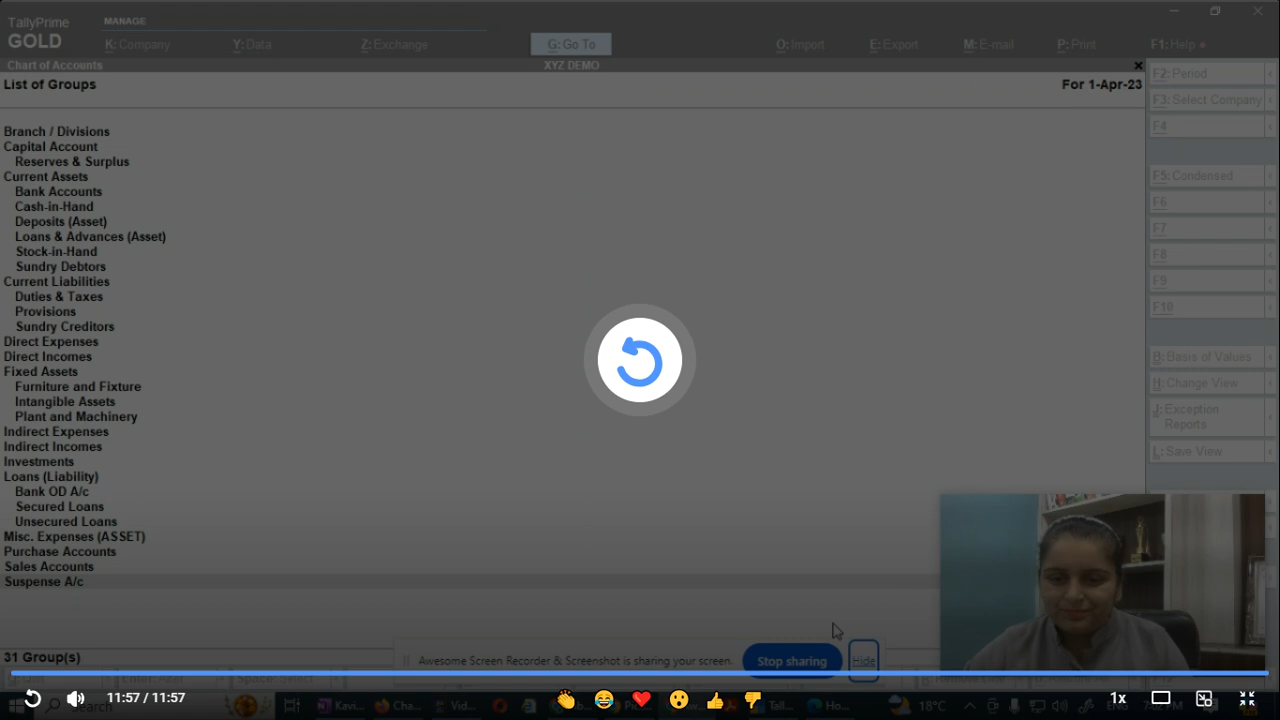 TallyPrime
GOLD
MANAGE
K: Company
Y: Data
Z: Exchange
G: Go To
O: Import
E: Export
M: E-mail
P: Print
F1: Help
Chart of Accounts
XYZ DEMO
List of Groups
For 1-Apr-23
Branch / Divisions
Capital Account
Reserves & Surplus
Current Assets
Bank Accounts
Cash-in-Hand
Deposits (Asset)
Loans & Advances (Asset)
Stock-in-Hand
Sundry Debtors
Current Liabilities
Duties & Taxes
Provisions
Sundry Creditors
Direct Expenses
Direct Incomes
Fixed Assets
Furniture and Fixture
Intangible Assets
Plant and Machinery
Indirect Expenses
Indirect Incomes
Investments
Loans (Liability)
Bank OD A/c
Secured Loans
Unsecured Loans
Misc. Expenses (ASSET)
Purchase Accounts
Sales Accounts
Suspense A/c
31 Group(s)
F2: Period
F3: Select Company
F4
F5: Condensed
F6
F7
F8
F9
F10
B: Basis of Values
H: Change View
J: Exception
Reports
L: Save View
Awesome Screen Recorder & Screenshot is sharing your screen.
Stop sharing
Hide
11:57 / 11:57
1x
18°C